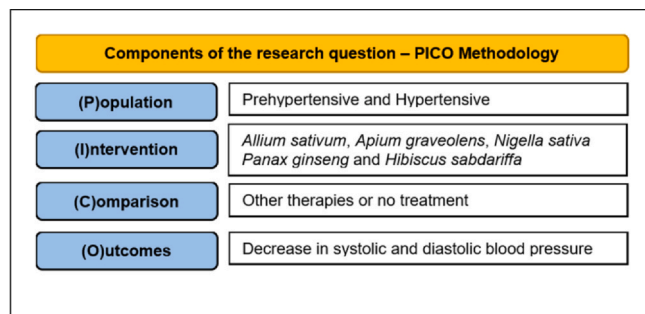 Components of the research question – PICO Methodology
(P)opulation
Prehypertensive and Hypertensive
(I)ntervention
Allium sativum, Apium graveolens, Nigella sativa
Panax ginseng and Hibiscus sabdariffa
(C)omparison
Other therapies or no treatment
(O)utcomes
Decrease in systolic and diastolic blood pressure